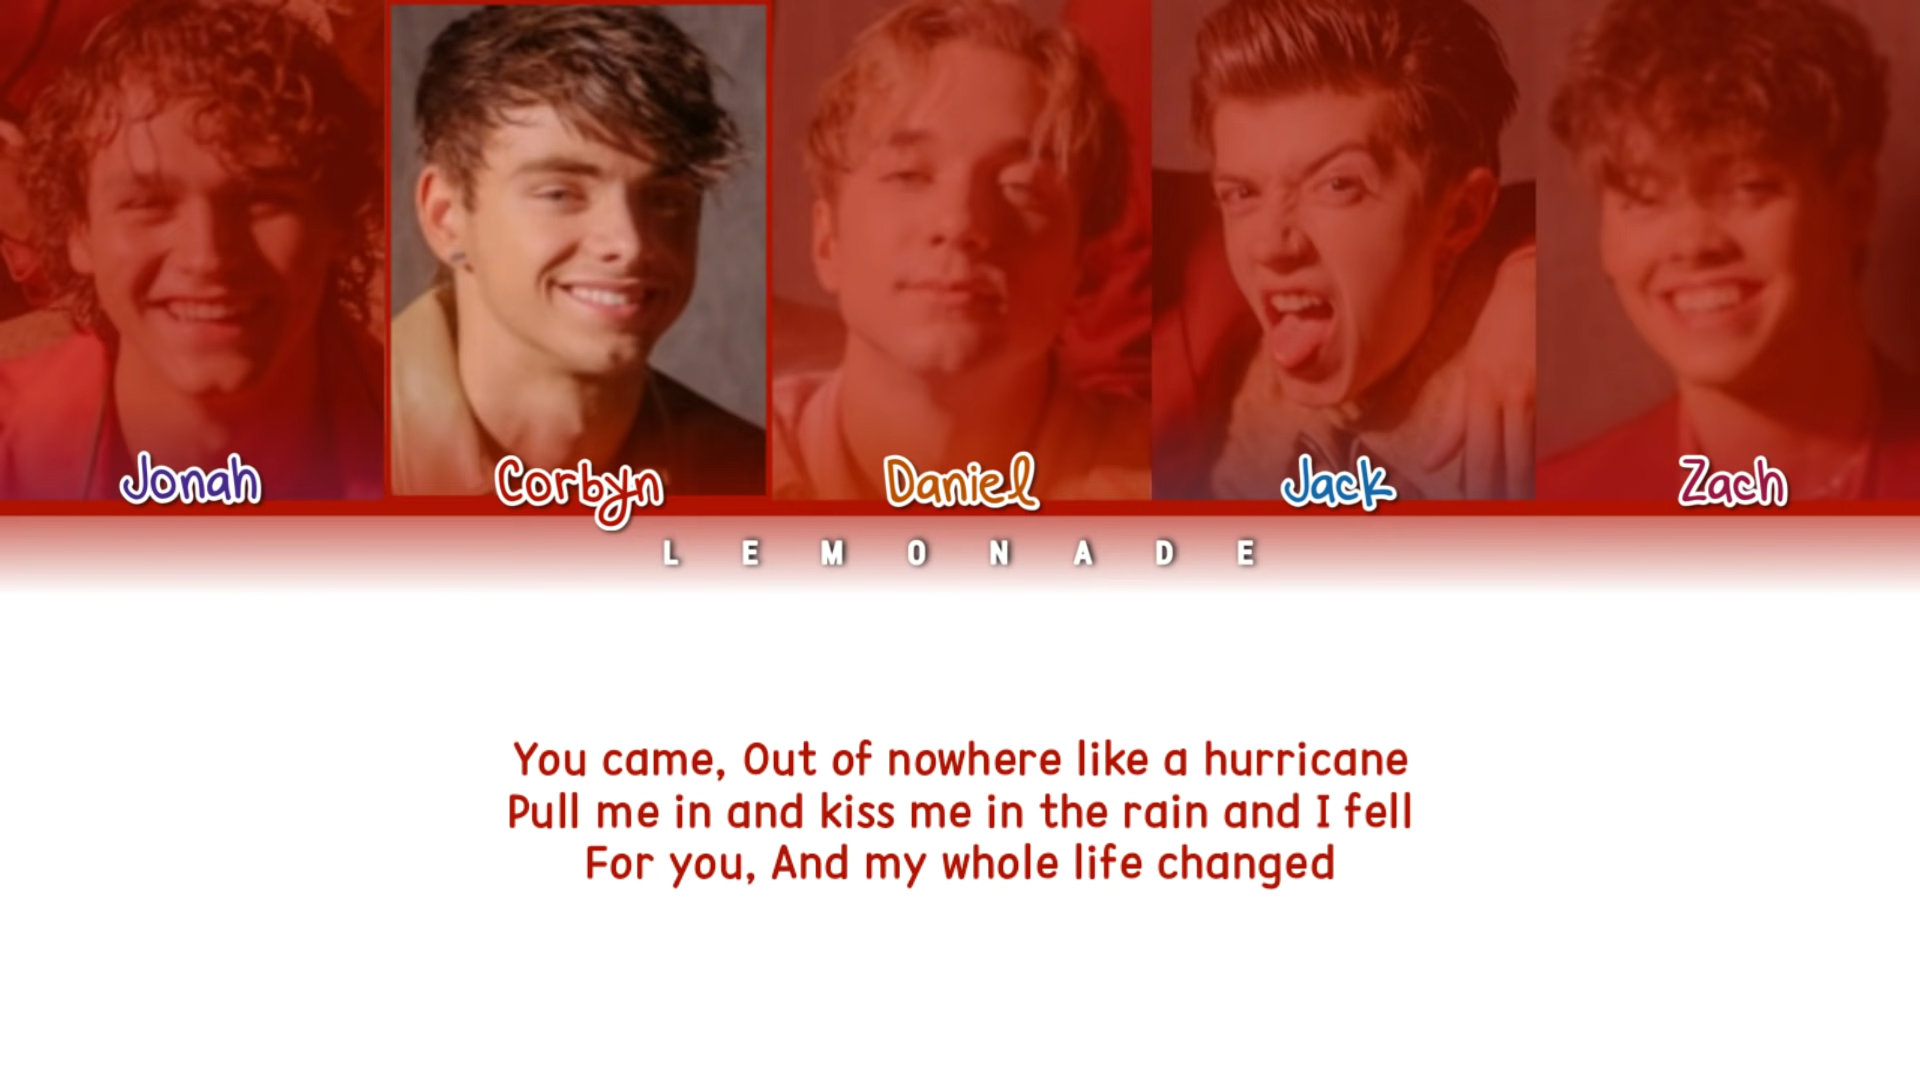 Jonah Corbyn Daniel Jack Zach
LEMONADE
You came, Out of nowhere like a hurricane
Pull me in and kiss me in the rain and I fell
For you, And my whole life changed